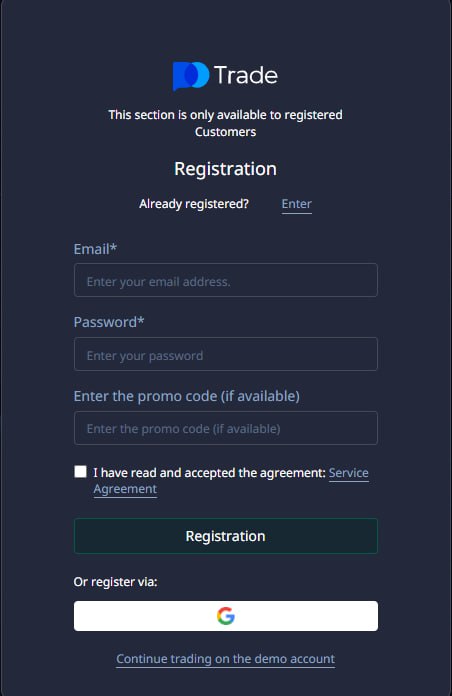 Trade
This section is only available to registered
Customers
Registration
Already registered? Enter
Email*
Enter your email address.
Password*
Enter your password
Enter the promo code (if available)
Enter the promo code (if available)
I have read and accepted the agreement: Service
Agreement
Registration
Or register via:
G
Continue trading on the demo account